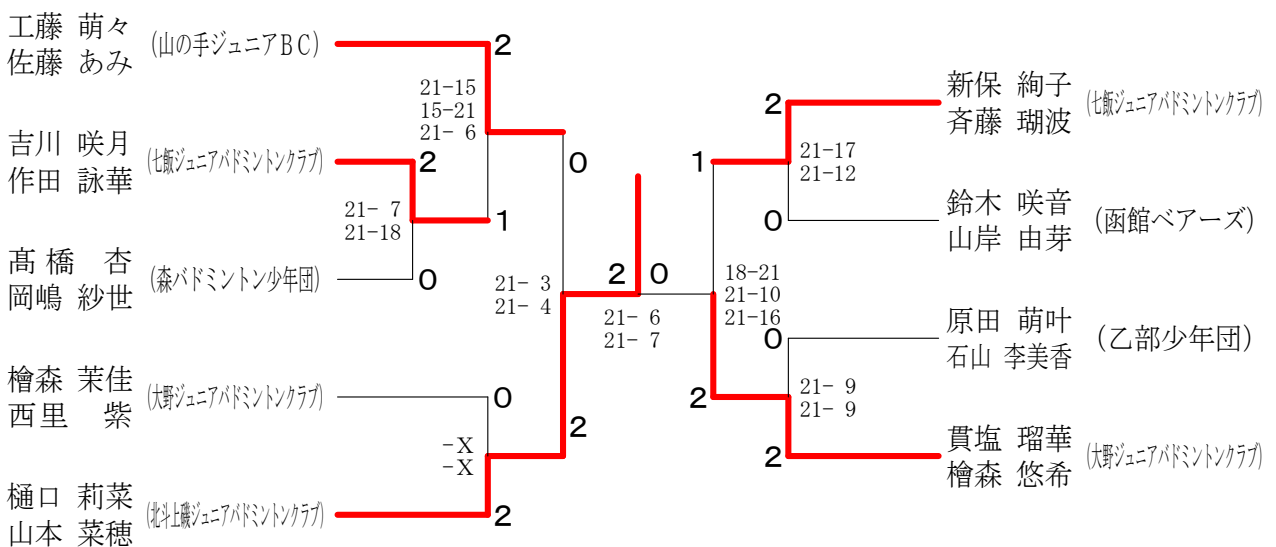 工藤 萌々
佐藤 あみ
(山の手ジュニアＢＣ)
2
21-15
15-21
21- 6
吉川 咲月
作田 詠華
(七飯ジュニアバドミントンクラブ)
2
21- 7
21-18
1
髙橋 杏
岡嶋 紗世
(森バドミントン少年団)
0
0
21- 3
21- 4
檜森 茉佳
西里 紫
(大野ジュニアバドミントンクラブ)
0
-X
-X
2
樋口 莉菜
山本 菜穂
(北斗上磯ジュニアバドミントンクラブ)
2
2 0
21- 6
21- 7
新保 絢子
斉藤 瑚波
(七飯ジュニアバドミントンクラブ)
2
1
21-17
21-12
鈴木 咲音
山岸 由芽
(函館ベアーズ)
0
18-21
21-10
21-16
原田 萌叶
石山 李美香
(乙部少年団)
0
2
21- 9
21- 9
貫塩 瑠華
檜森 悠希
(大野ジュニアバドミントンクラブ)
2